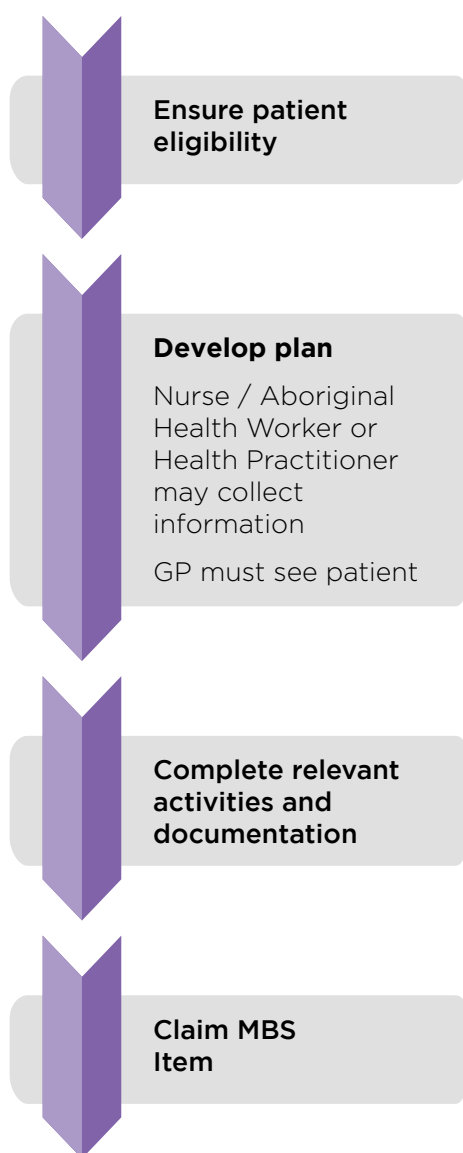 Ensure patient
eligibility
Develop plan
Nurse / Aboriginal
Health Worker or
Health Practitioner
may collect
information
GP must see patient
Complete relevant
activities and
documentation
Claim MBS
Item